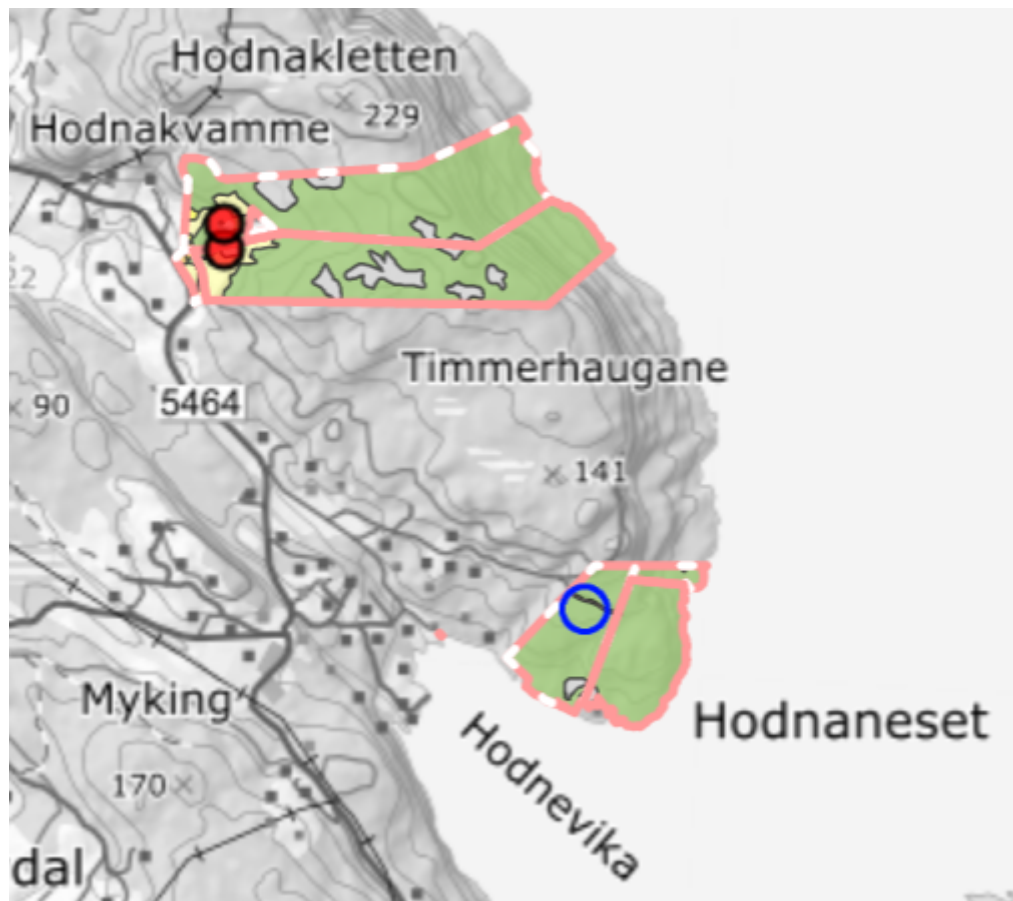 Hodnakletten
229
Hodnakvamme
22
Timmerhaugane
90
5464
141
Myking
Hodnaneset
Hodnevika
170
dal